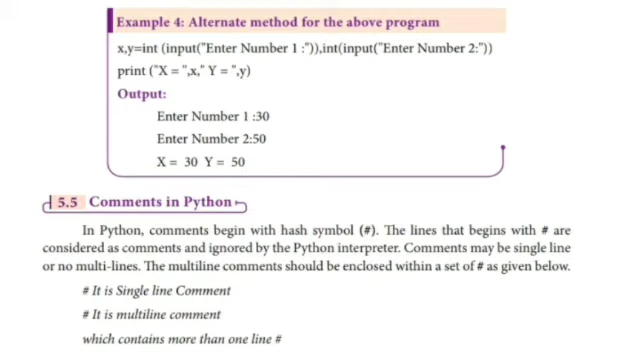 Example 4: Alternate method for the above program
x,y=int (input("Enter Number 1 :")),int(input("Enter Number 2:"))
print ("X = ",x," Y = ",y)
Output:
Enter Number 1 :30
Enter Number 2:50
X = 30 Y = 50
5.5 Comments in Python
In Python, comments begin with hash symbol (#). The lines that begins with # are
considered as comments and ignored by the Python interpreter. Comments may be single line
or no multi-lines. The multiline comments should be enclosed within a set of # as given below.
# It is Single line Comment
# It is multiline comment
which contains more than one line #